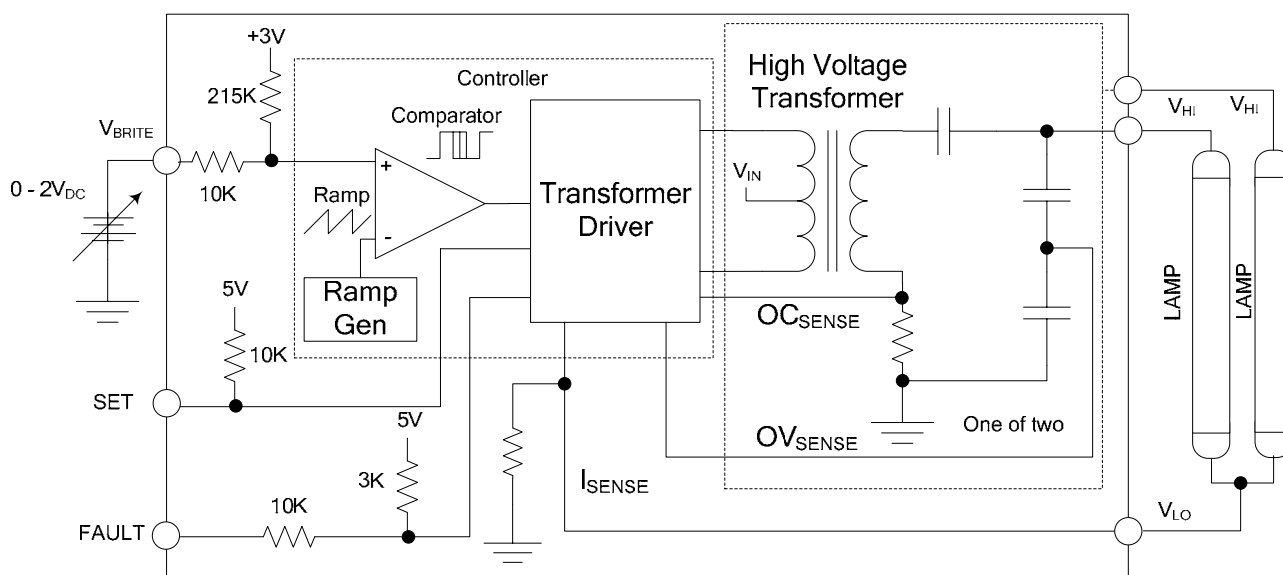 +3V
Controller
High Voltage
Transformer
215K
Comparator
V_BRITE
V_HI
V_HI
+
10K
0 - 2V_DC
Ramp
-
V_IN
Transformer
Driver
Ramp
Gen
LAMP
LAMP
5V
OC_SENSE
10K
SET
5V
One of two
OV_SENSE
3K
I_SENSE
10K
V_LO
FAULT